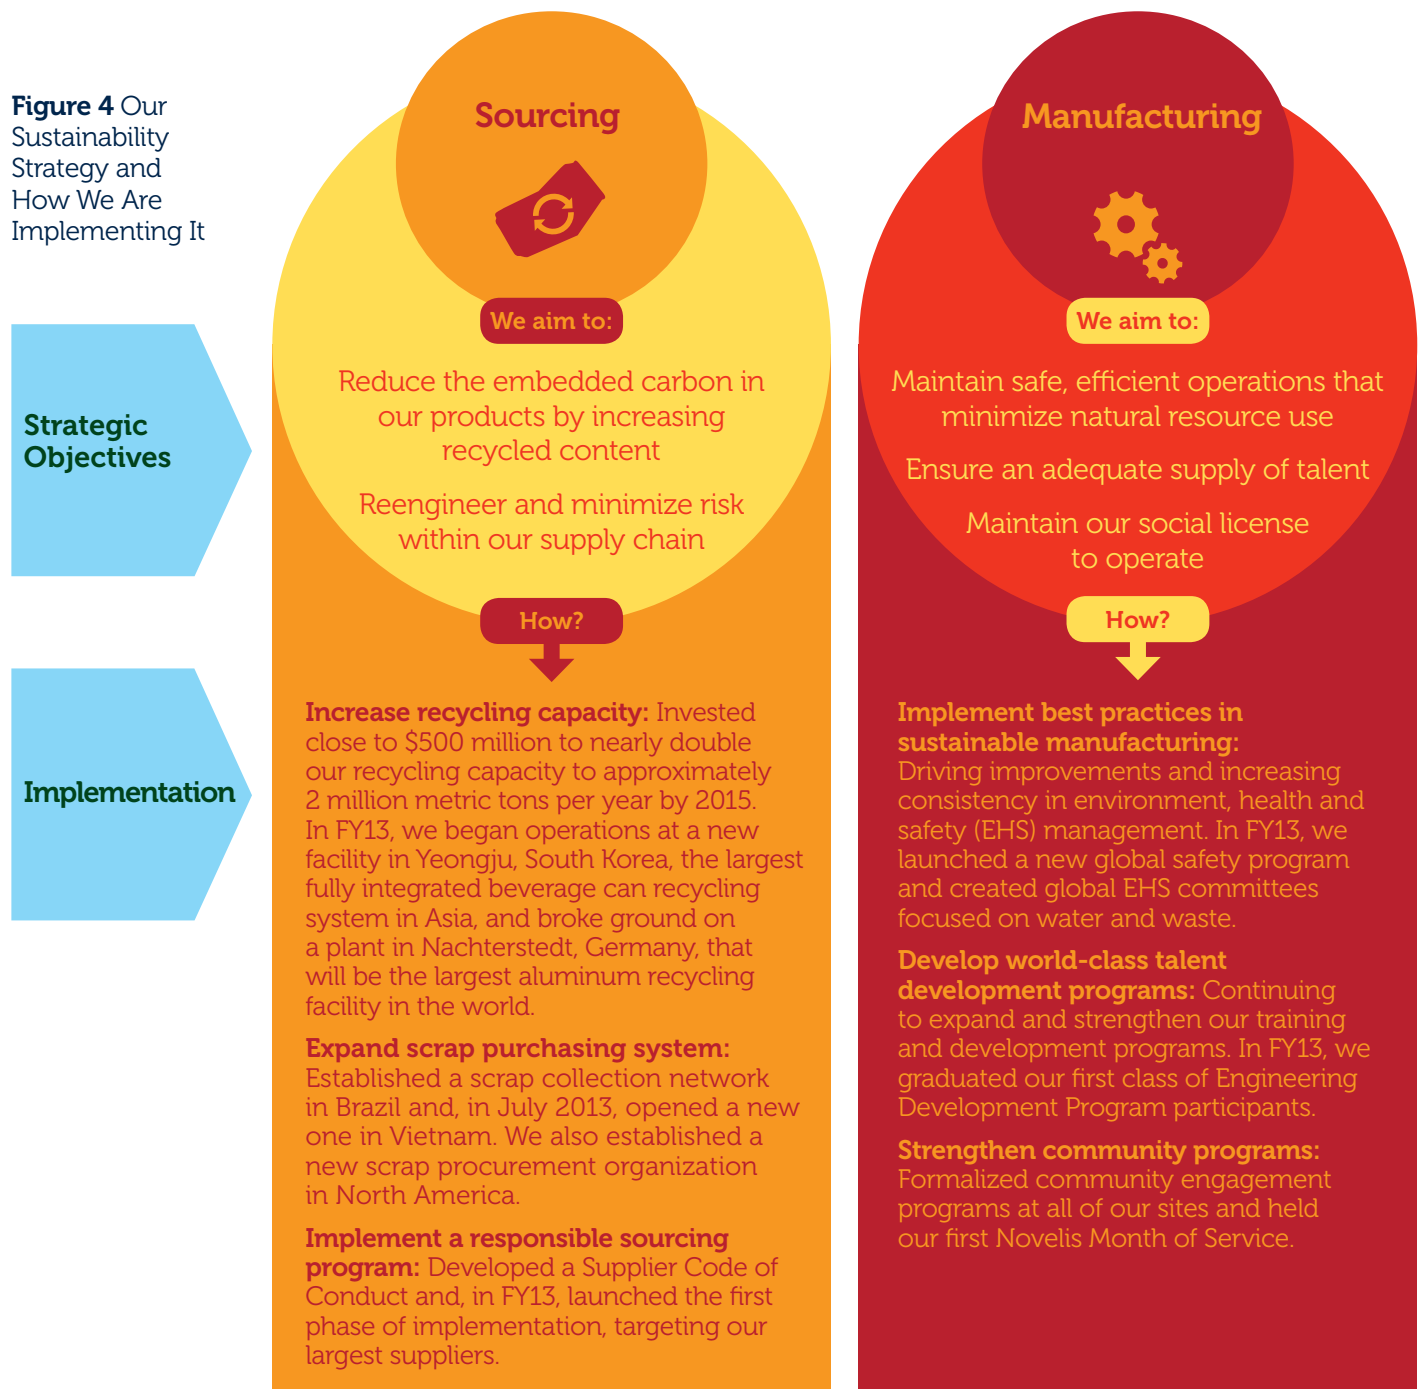 Figure 4 Our
Sustainability
Strategy and
How We Are
Implementing It
Strategic
Objectives
Implementation
Sourcing
We aim to:
Reduce the embedded carbon in
our products by increasing
recycled content
Reengineer and minimize risk
within our supply chain
How?
Increase recycling capacity: Invested
close to $500 million to nearly double
our recycling capacity to approximately
2 million metric tons per year by 2015.
In FY13, we began operations at a new
facility in Yeongju, South Korea, the largest
fully integrated beverage can recycling
system in Asia, and broke ground on
a plant in Nachterstedt, Germany, that
will be the largest aluminum recycling
facility in the world.
Expand scrap purchasing system:
Established a scrap collection network
in Brazil and, in July 2013, opened a new
one in Vietnam. We also established a
new scrap procurement organization
in North America.
Implement a responsible sourcing
program: Developed a Supplier Code of
Conduct and, in FY13, launched the first
phase of implementation, targeting our
largest suppliers.
Manufacturing
We aim to:
Maintain safe, efficient operations that
minimize natural resource use
Ensure an adequate supply of talent
Maintain our social license
to operate
How?
Implement best practices in
sustainable manufacturing:
Driving improvements and increasing
consistency in environment, health and
safety (EHS) management. In FY13, we
launched a new global safety program
and created global EHS committees
focused on water and waste.
Develop world-class talent
development programs: Continuing
to expand and strengthen our training
and development programs. In FY13, we
graduated our first class of Engineering
Development Program participants.
Strengthen community programs:
Formalized community engagement
programs at all of our sites and held
our first Novelis Month of Service.